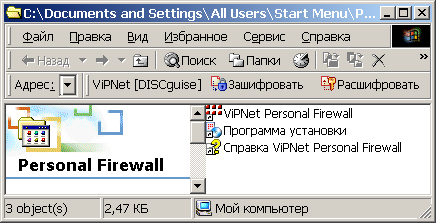 C:\Documents and Settings\All Users\Start Menu\P...
Файл Правка Вид Избранное Сервис Справка
Поиск Папки
Адрес: ViPNet [DISCguise] Зашифровать Расшифровать
Personal Firewall
ViPNet Personal Firewall
Программа установки
Справка ViPNet Personal Firewall
3 object(s) 2,47 КБ Мой компьютер